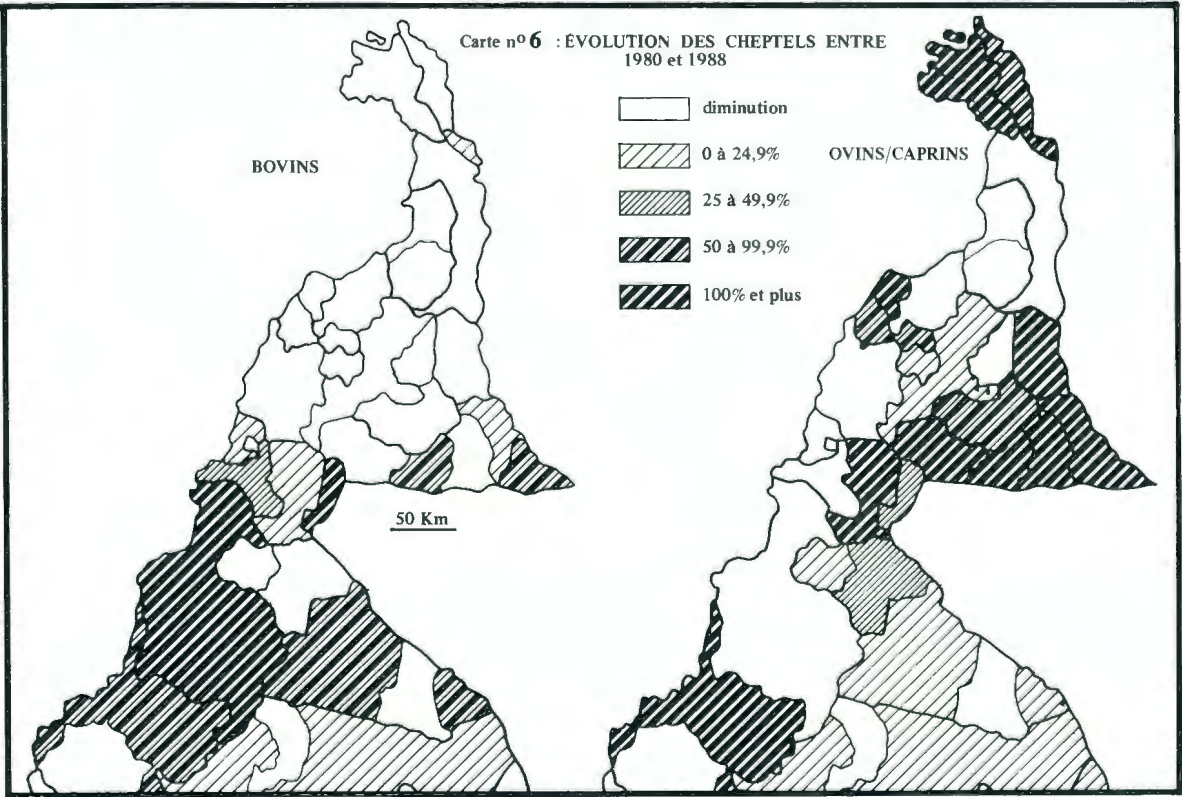 Carte nº 6 : ÉVOLUTION DES CHEPTELS ENTRE
1980 et 1988
diminution
BOVINS
0 à 24,9%
OVINS/CAPRINS
25 à 49,9%
50 à 99,9%
100% et plus
50 Km